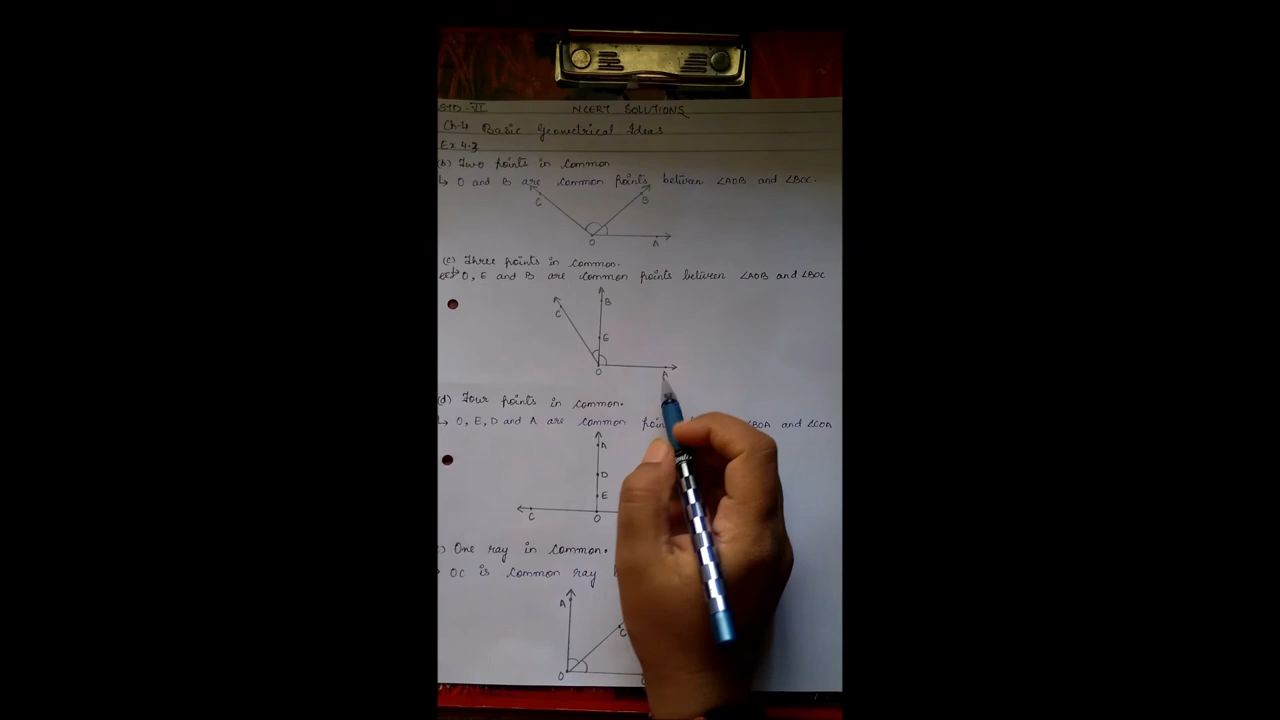 STD-VI NCERT SOLUTIONS
Ch-4 Basic Geometrical Ideas
Ex 4.3
(b) Two points in common
↳ O and B are common points between ∠AOB and ∠BOC.
C
B
O
A
(c) Three points in common.
O, E and B are common points between ∠AOB and ∠BOC
B
C
E
O
A
(d) Four points in common.
↳ O, E, D and A are common ∠BOA and ∠COA
A
D
E
C
O
One ray in common.
OC is common ray
A
C
O